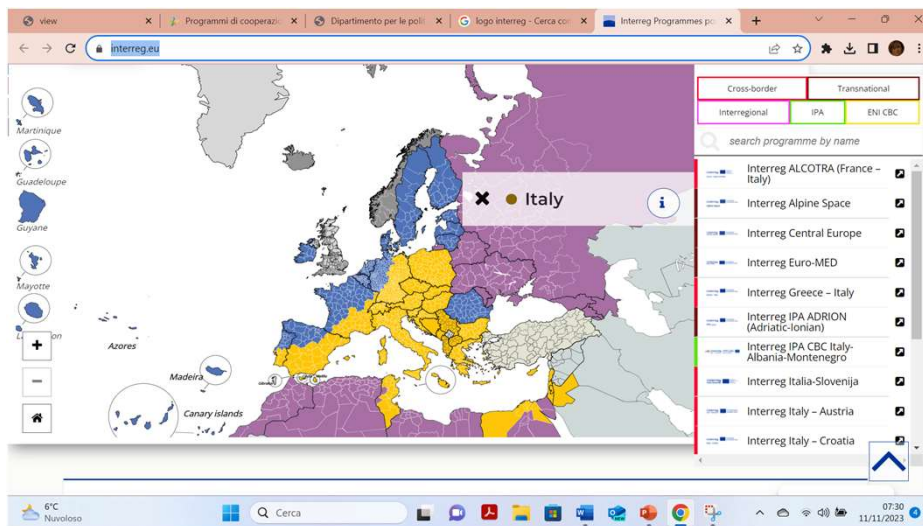 view
Programmi di cooperazio
Dipartimento per le poli
logo interreg - Cerca con
Interreg Programmes po
interreg.eu
Martinique
Guadeloupe
Guyane
Mayotte
Azores
Madeira
Canary islands
Italy
Cross-border
Transnational
Interregional
IPA
ENI CBC
search programme by name
Interreg ALCOTRA (France –
Italy)
Interreg Alpine Space
Interreg Central Europe
Interreg Euro-MED
Interreg Greece – Italy
Interreg IPA ADRION
(Adriatic-Ionian)
Interreg IPA CBC Italy-
Albania-Montenegro
Interreg Italia-Slovenija
Interreg Italy – Austria
Interreg Italy – Croatia
6°C
Nuvoloso
Cerca
07:30
11/11/2023